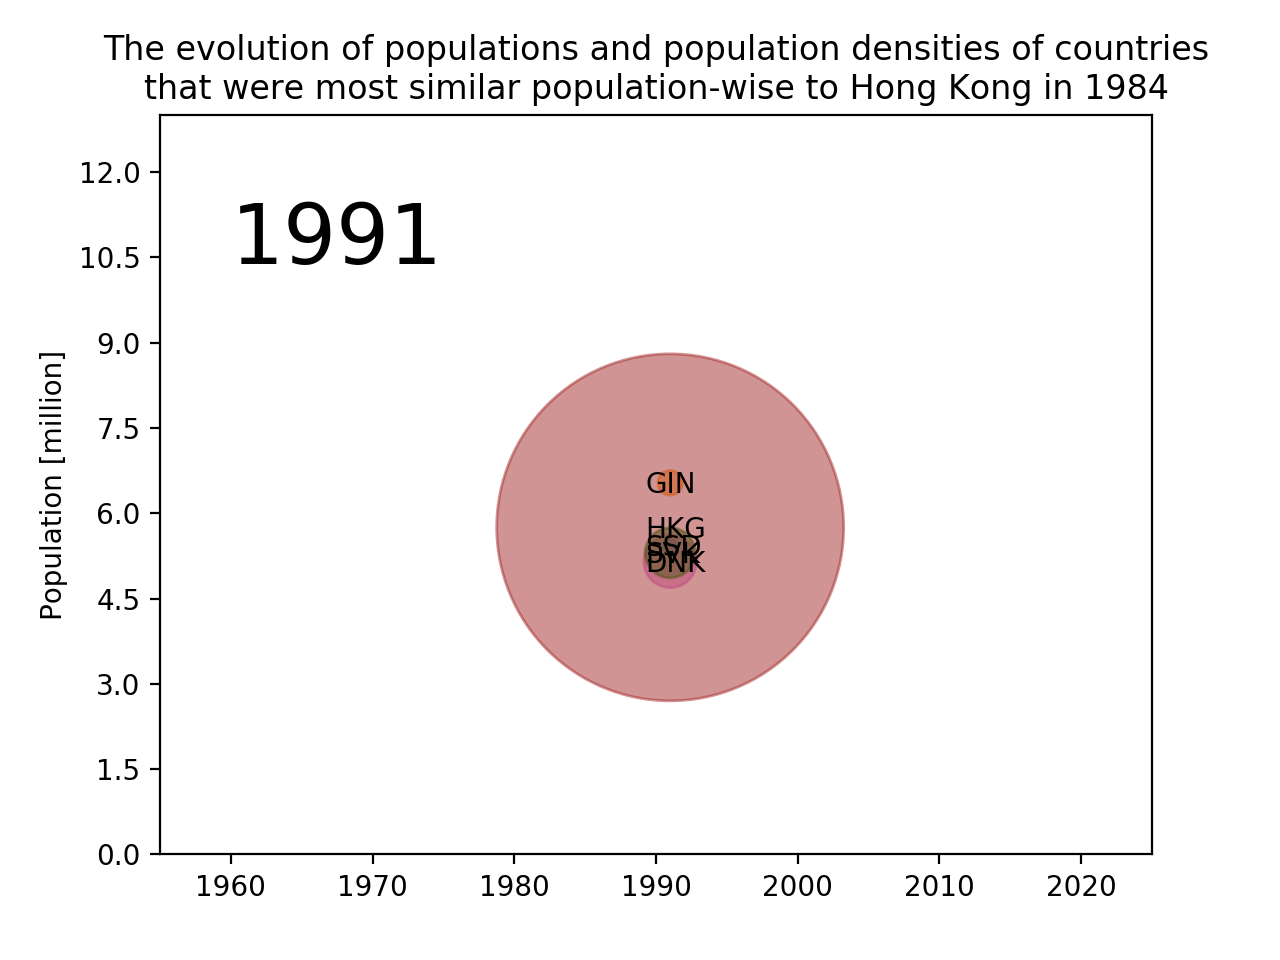 The evolution of populations and population densities of countries
that were most similar population-wise to Hong Kong in 1984
12.0
1991
10.5
9.0
7.5
6.0
4.5
3.0
1.5
0.0
Population [million]
GIN
HKG
SSD
SVK
DNK
1960 1970 1980 1990 2000 2010 2020